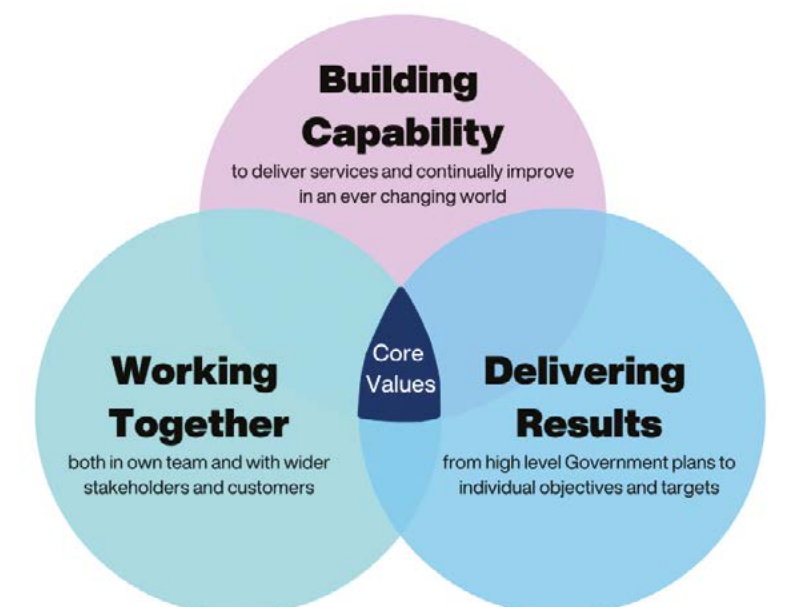 Building
Capability
to deliver services and continually improve
in an ever changing world
Core
Values
Working
Together
both in own team and with wider
stakeholders and customers
Delivering
Results
from high level Government plans to
individual objectives and targets